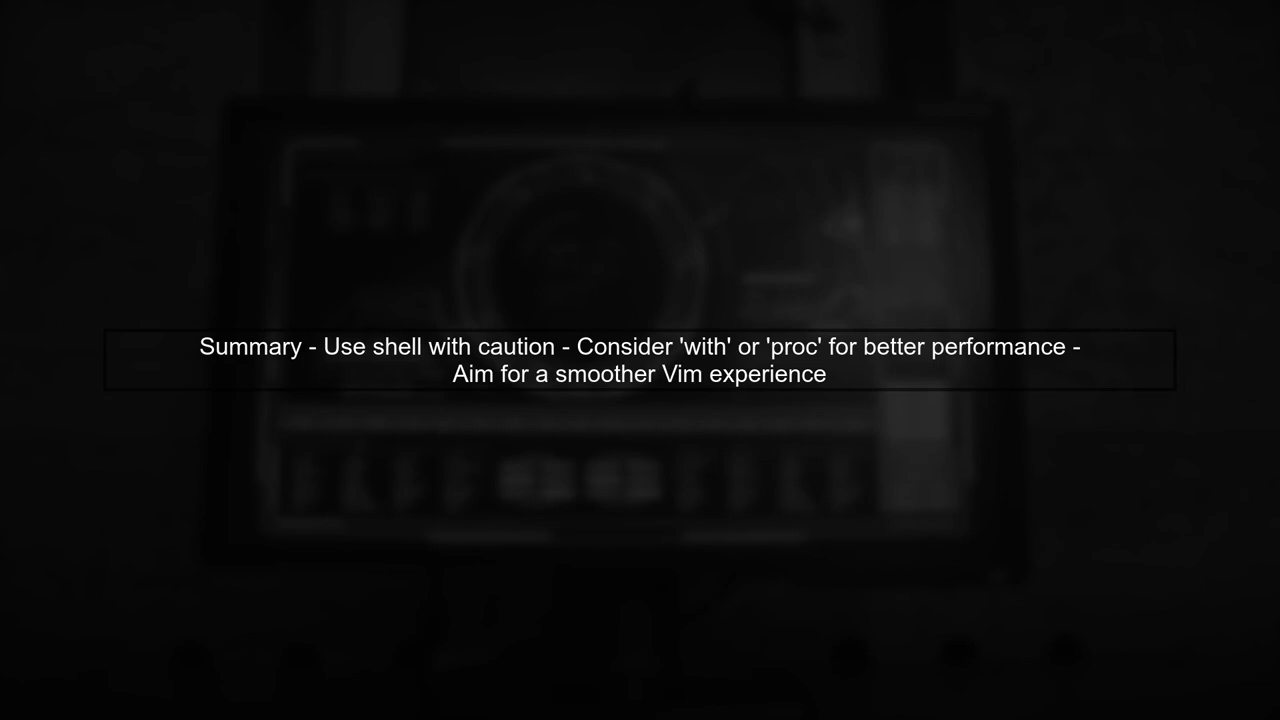 Summary - Use shell with caution - Consider 'with' or 'proc' for better performance -
Aim for a smoother Vim experience